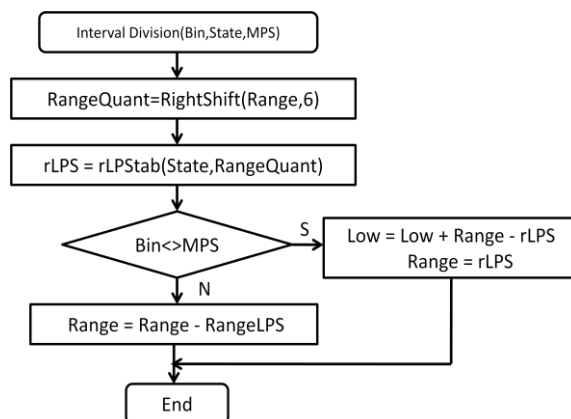 Interval Division(Bin,State,MPS)
RangeQuant=RightShift(Range,6)
rLPS = rLPStab(State,RangeQuant)
Bin<>MPS
S
Low = Low + Range - rLPS
Range = rLPS
N
Range = Range - RangeLPS
End